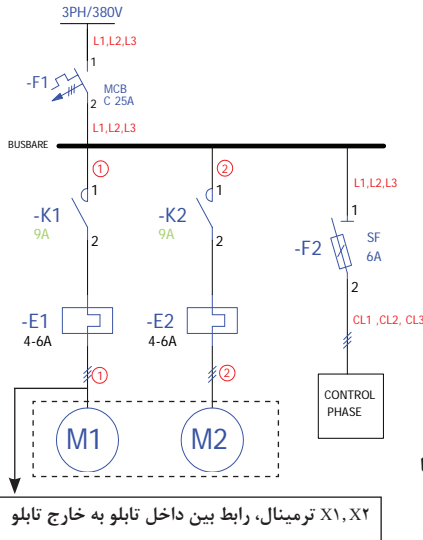 3PH/380V
L1,L2,L3
1
-F1
MCB
C 25A
2
L1,L2,L3
BUSBARE
1
2
L1,L2,L3
1
1
1
-K1
9A
-K2
9A
SF
6A
-F2
2
2
2
-E1
4-6A
-E2
4-6A
CL1 ,CL2, CL3
1
2
CONTROL
PHASE
M1
M2
X۱, X۲ ترمینال، رابط بین داخل تابلو به خارج تابلو